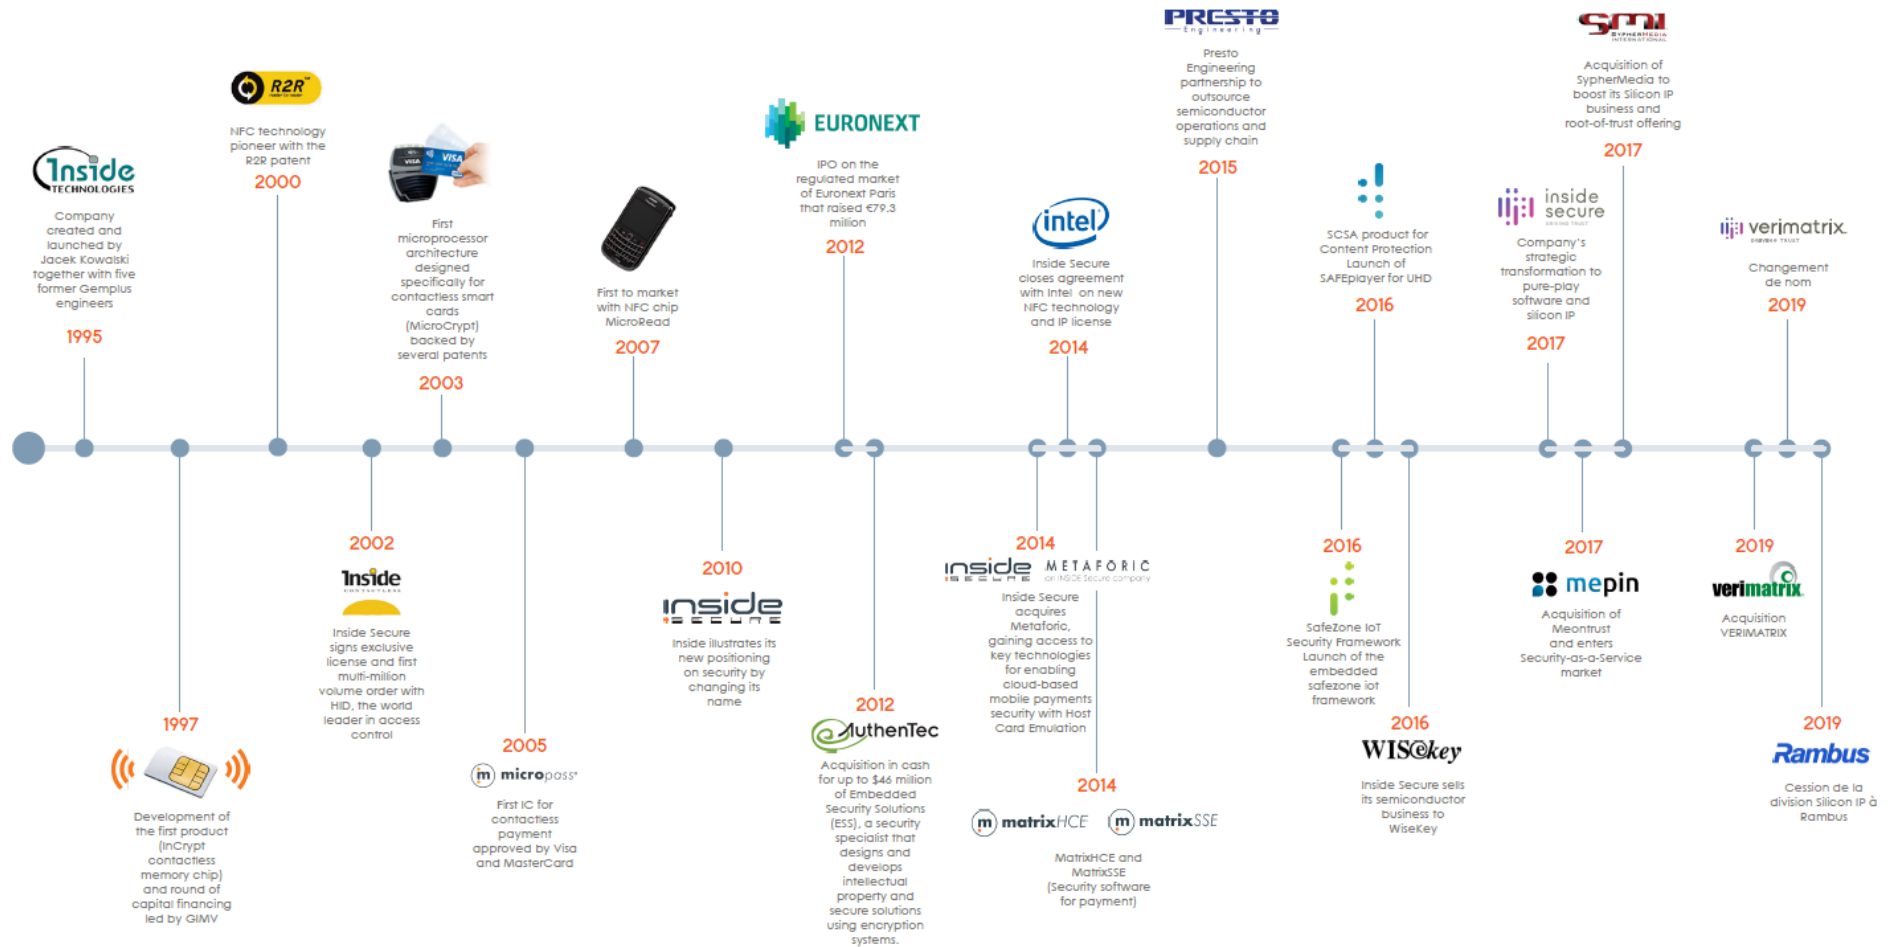 Inside
TECHNOLOGIES
Company
created and
launched by
Jacek Kowalski
together with five
former Gemplus
engineers
1995
Development of
the first product
(InCrypt
contactless
memory chip)
and round of
capital financing
led by GIMV
1997
R2R™
NFC technology
pioneer with the
R2R patent
2000
2002
Inside
CONTACTLESS
Inside Secure
signs exclusive
license and first
multi-million
volume order with
HID, the world
leader in access
control
VISA
First
microprocessor
architecture
designed
specifically for
contactless smart
cards
(MicroCrypt)
backed by
several patents
2003
2005
m micropass
First IC for
contactless
payment
approved by Visa
and MasterCard
First to market
with NFC chip
MicroRead
2007
2010
inside
SECURE
Inside illustrates its
new positioning
on security by
changing its
name
EURONEXT
IPO on the
regulated market
of Euronext Paris
that raised €79.3
million
2012
2012
AuthenTec
Acquisition in cash
for up to $46 million
of Embedded
Security Solutions
(ESS), a security
specialist that
designs and
develops
intellectual
property and
secure solutions
using encryption
systems.
2014
inside
SECURE
METAFORIC
an INSIDE Secure company
Inside Secure
acquires
Metaforic,
gaining access to
key technologies
for enabling
cloud-based
mobile payments
security with Host
Card Emulation
intel
Inside Secure
closes agreement
with Intel on new
NFC technology
and IP license
2014
2014
m matrixHCE
m matrixSSE
MatrixHCE and
MatrixSSE
(Security software
for payment)
PRESTO
Engineering
Presto
Engineering
partnership to
outsource
semiconductor
operations and
supply chain
2015
2016
SafeZone IoT
Security Framework
Launch of the
embedded
safezone iot
framework
SCSA product for
Content Protection
Launch of
SAFEplayer for UHD
2016
2016
WIS@key
Inside Secure sells
its semiconductor
business to
WiseKey
inside
secure
DRIVING TRUST
Company's
strategic
transformation to
pure-play
software and
silicon IP
2017
2017
mepin
Acquisition of
Meontrust and
enters
Security-as-a-Service
market
SMI
SYPHERMEDIA
INTERNATIONAL
Acquisition of
SypherMedia to
boost its Silicon IP
business and
root-of-trust offering
2017
2019
verimatrix
Acquisition
VERIMATRIX
verimatrix.
Changement
de nom
2019
2019
Rambus
Cession de la
division Silicon IP à
Rambus